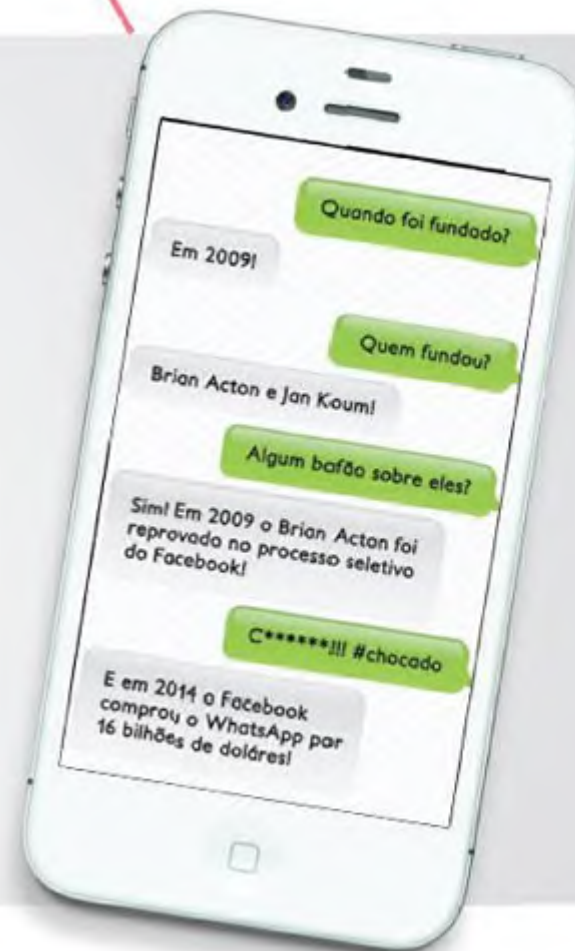 Quando foi fundado?
Em 2009!
Quem fundou?
Brian Acton e Jan Koum!
Algum bafão sobre eles?
Sim! Em 2009 o Brian Acton foi
reprovado no processo seletivo
do Facebook!
C******!!! #chocado
E em 2014 o Facebook
comprou o WhatsApp por
16 bilhões de doláres!